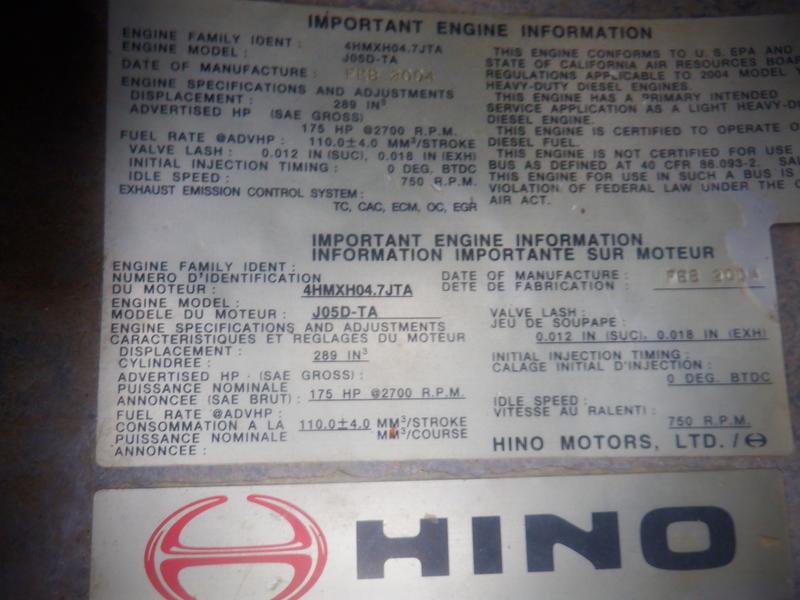 IMPORTANT ENGINE INFORMATION
ENGINE FAMILY IDENT : 4HMXH04.7JTA
ENGINE MODEL : J05D-TA
DATE OF MANUFACTURE : FEB 2004
ENGINE SPECIFICATIONS AND ADJUSTMENTS
DISPLACEMENT : 289 IN³
ADVERTISED HP (SAE GROSS)
175 HP @2700 R.P.M.
FUEL RATE @ADVHP : 110.0±4.0 MM³/STROKE
VALVE LASH : 0.012 IN (SUC), 0.018 IN (EXH)
INITIAL INJECTION TIMING : 0 DEG. BTDC
IDLE SPEED : 750 R.P.M.
EXHAUST EMISSION CONTROL SYSTEM :
TC, CAC, ECM, OC, EGR
THIS ENGINE CONFORMS TO U.S. EPA AND
STATE OF CALIFORNIA AIR RESOURCES BOAR
REGULATIONS APPLICABLE TO 2004 MODEL Y
HEAVY-DUTY DIESEL ENGINES.
THIS ENGINE HAS A PRIMARY INTENDED
SERVICE APPLICATION AS A LIGHT HEAVY-D
DIESEL ENGINE.
THIS ENGINE IS CERTIFIED TO OPERATE O
DIESEL FUEL.
THIS ENGINE IS NOT CERTIFIED FOR USE
BUS AS DEFINED AT 40 CFR 86.093-2. SAL
THIS ENGINE FOR USE IN SUCH A BUS IS
VIOLATION OF FEDERAL LAW UNDER THE C
AIR ACT.
IMPORTANT ENGINE INFORMATION
INFORMATION IMPORTANTE SUR MOTEUR
ENGINE FAMILY IDENT :
NUMERO D'IDENTIFICATION
DU MOTEUR : 4HMXH04.7JTA
ENGINE MODEL :
MODELE DU MOTEUR : J05D-TA
ENGINE SPECIFICATIONS AND ADJUSTMENTS
CARACTERISTIQUES ET REGLAGES DU MOTEUR
DISPLACEMENT :
CYLINDREE : 289 IN³
ADVERTISED HP (SAE GROSS) :
PUISSANCE NOMINALE
ANNONCEE (SAE BRUT) : 175 HP @2700 R.P.M.
FUEL RATE @ADVHP :
CONSOMMATION A LA 110.0±4.0 MM³/STROKE
PUISSANCE NOMINALE MM³/COURSE
ANNONCEE :
DATE OF MANUFACTURE : FEB 2004
DETE DE FABRICATION :
VALVE LASH :
JEU DE SOUPAPE :
0.012 IN (SUC), 0.018 IN (EXH)
INITIAL INJECTION TIMING :
CALAGE INITIAL D'INJECTION :
0 DEG. BTDC
IDLE SPEED :
VITESSE AU RALENTI : 750 R.P.M.
HINO MOTORS, LTD./
HINO